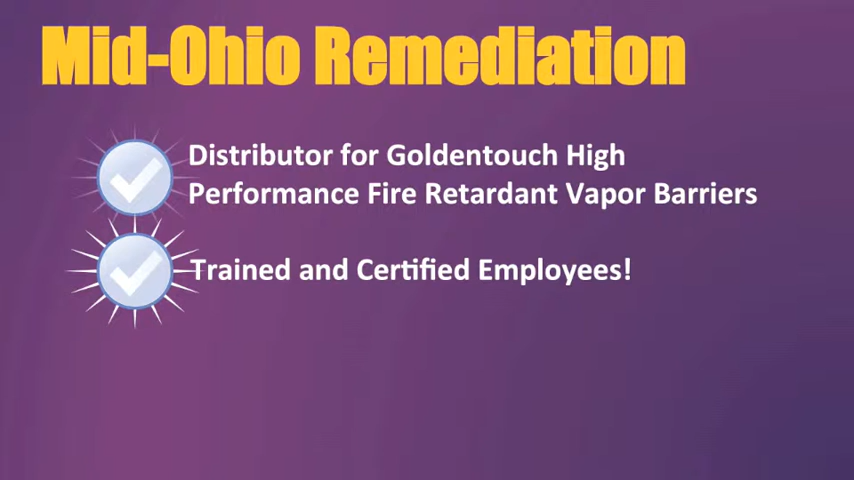 Mid-Ohio Remediation
Distributor for Goldentouch High
Performance Fire Retardant Vapor Barriers
Trained and Certified Employees!